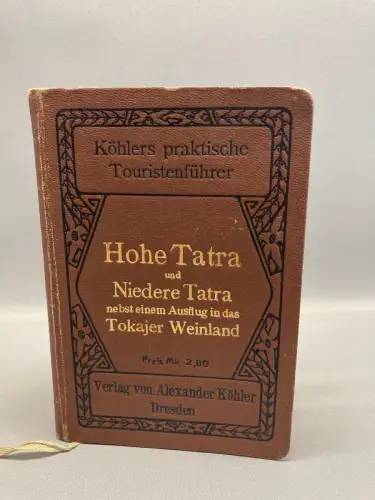 Köhlers praktische
Touristenführer
Hohe Tatra
und
Niedere Tatra
nebst einem Ausflug in das
Tokajer Weinland
Preis Mk. 2,80
Verlag von Alexander Köhler
Dresden